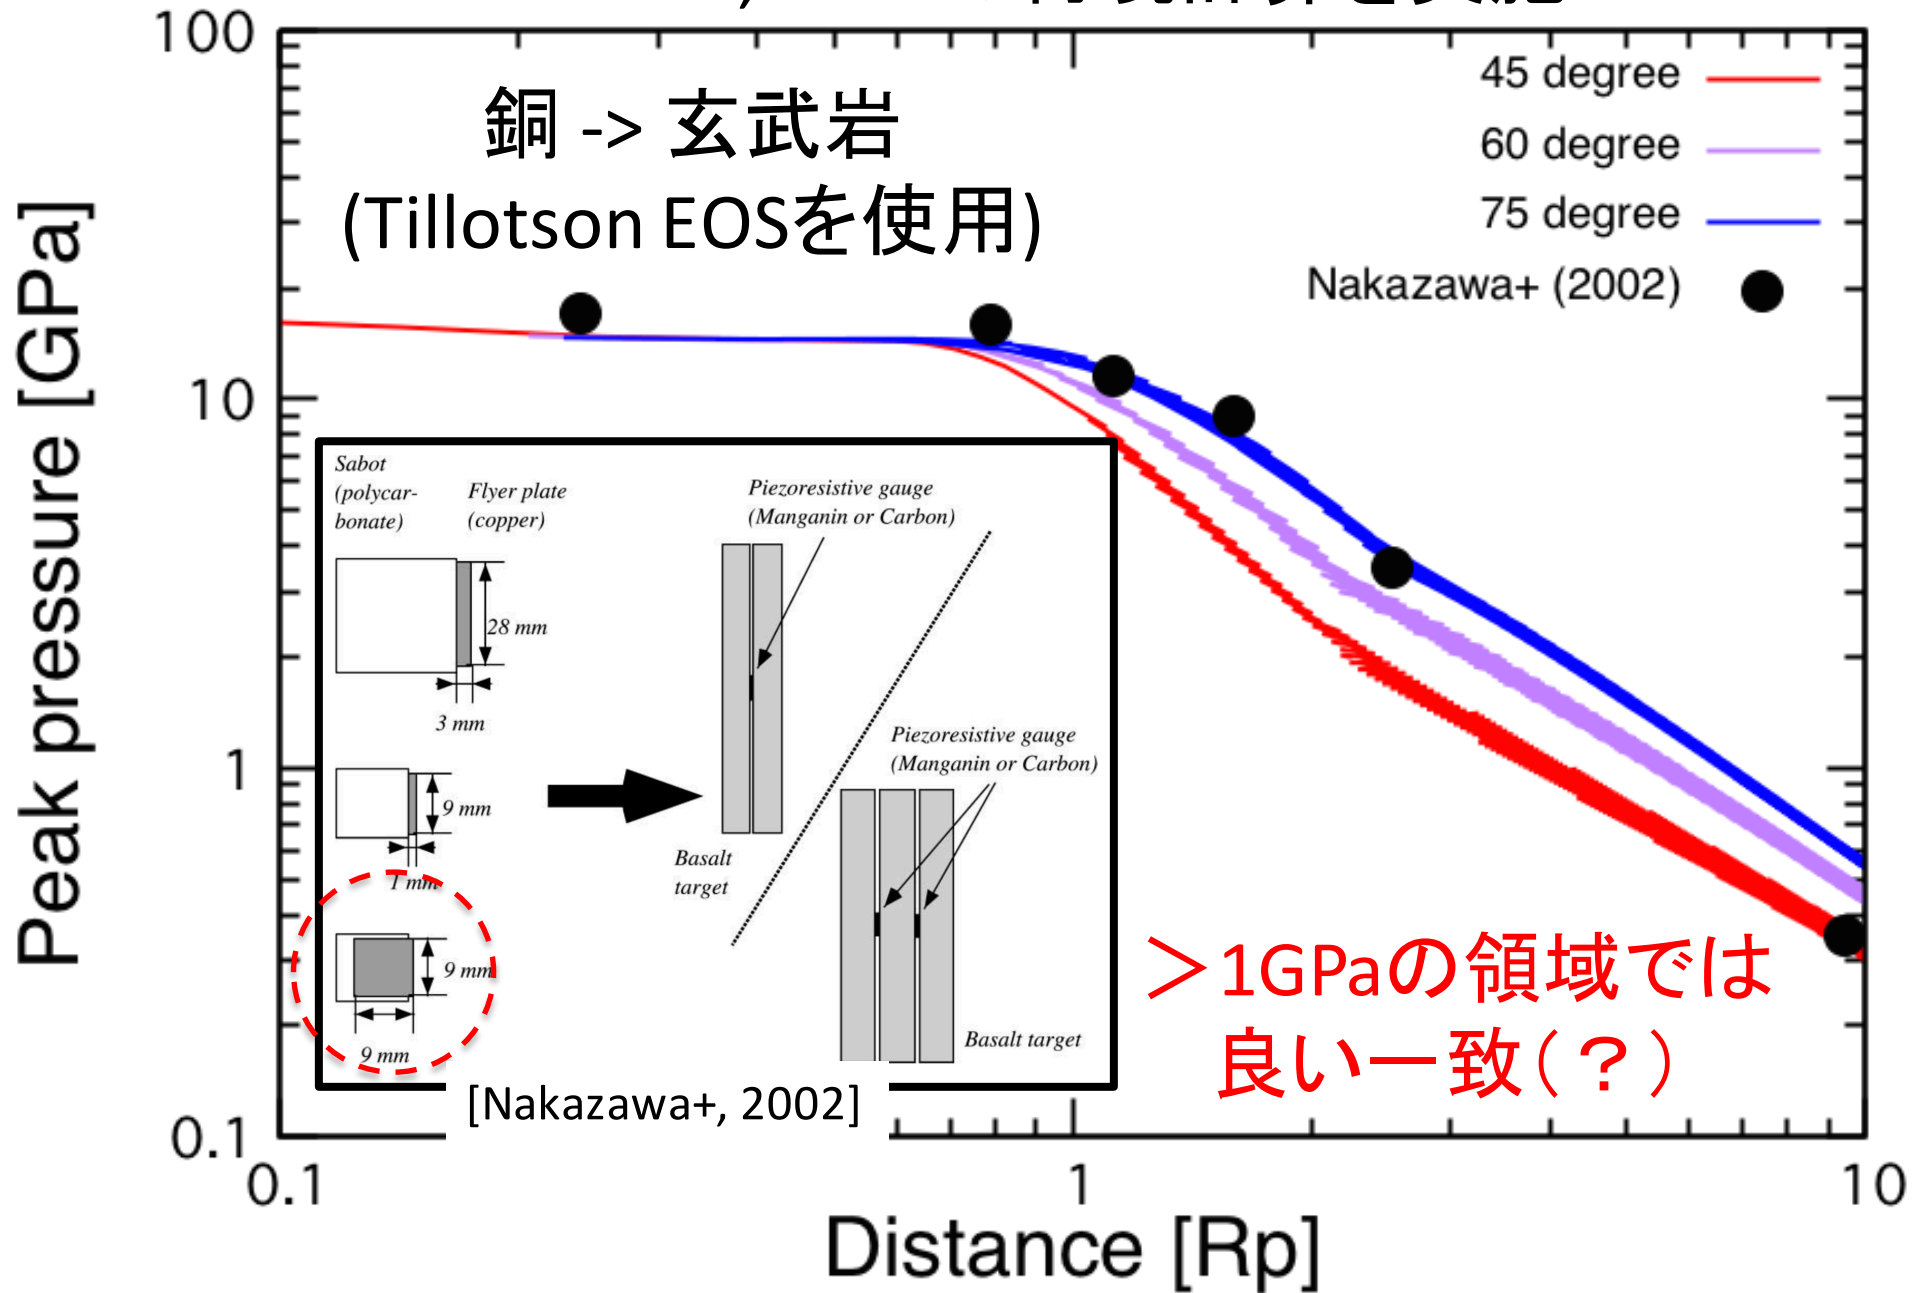 100
10
1
0.1
0.1
1
10
Peak pressure [GPa]
Distance [Rp]
銅 -> 玄武岩
(Tillotson EOSを使用)
45 degree
60 degree
75 degree
Nakazawa+ (2002)
Sabot
(polycar-
bonate)
Flyer plate
(copper)
28 mm
3 mm
9 mm
1 mm
9 mm
9 mm
Piezoresistive gauge
(Manganin or Carbon)
Basalt
target
Piezoresistive gauge
(Manganin or Carbon)
Basalt target
[Nakazawa+, 2002]
＞1GPaの領域では
良い一致(？)